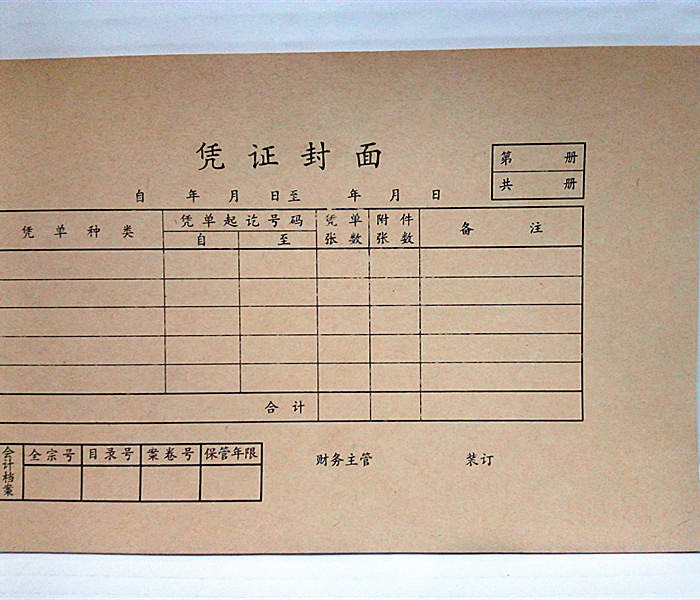 凭证封面
第 册
共 册
自 年 月 日至 年 月 日
凭单种类 凭单起讫号码 凭单张数 附件张数 备注
自 至
合计
会计档案 全宗号 目录号 案卷号 保管年限
财务主管 装订